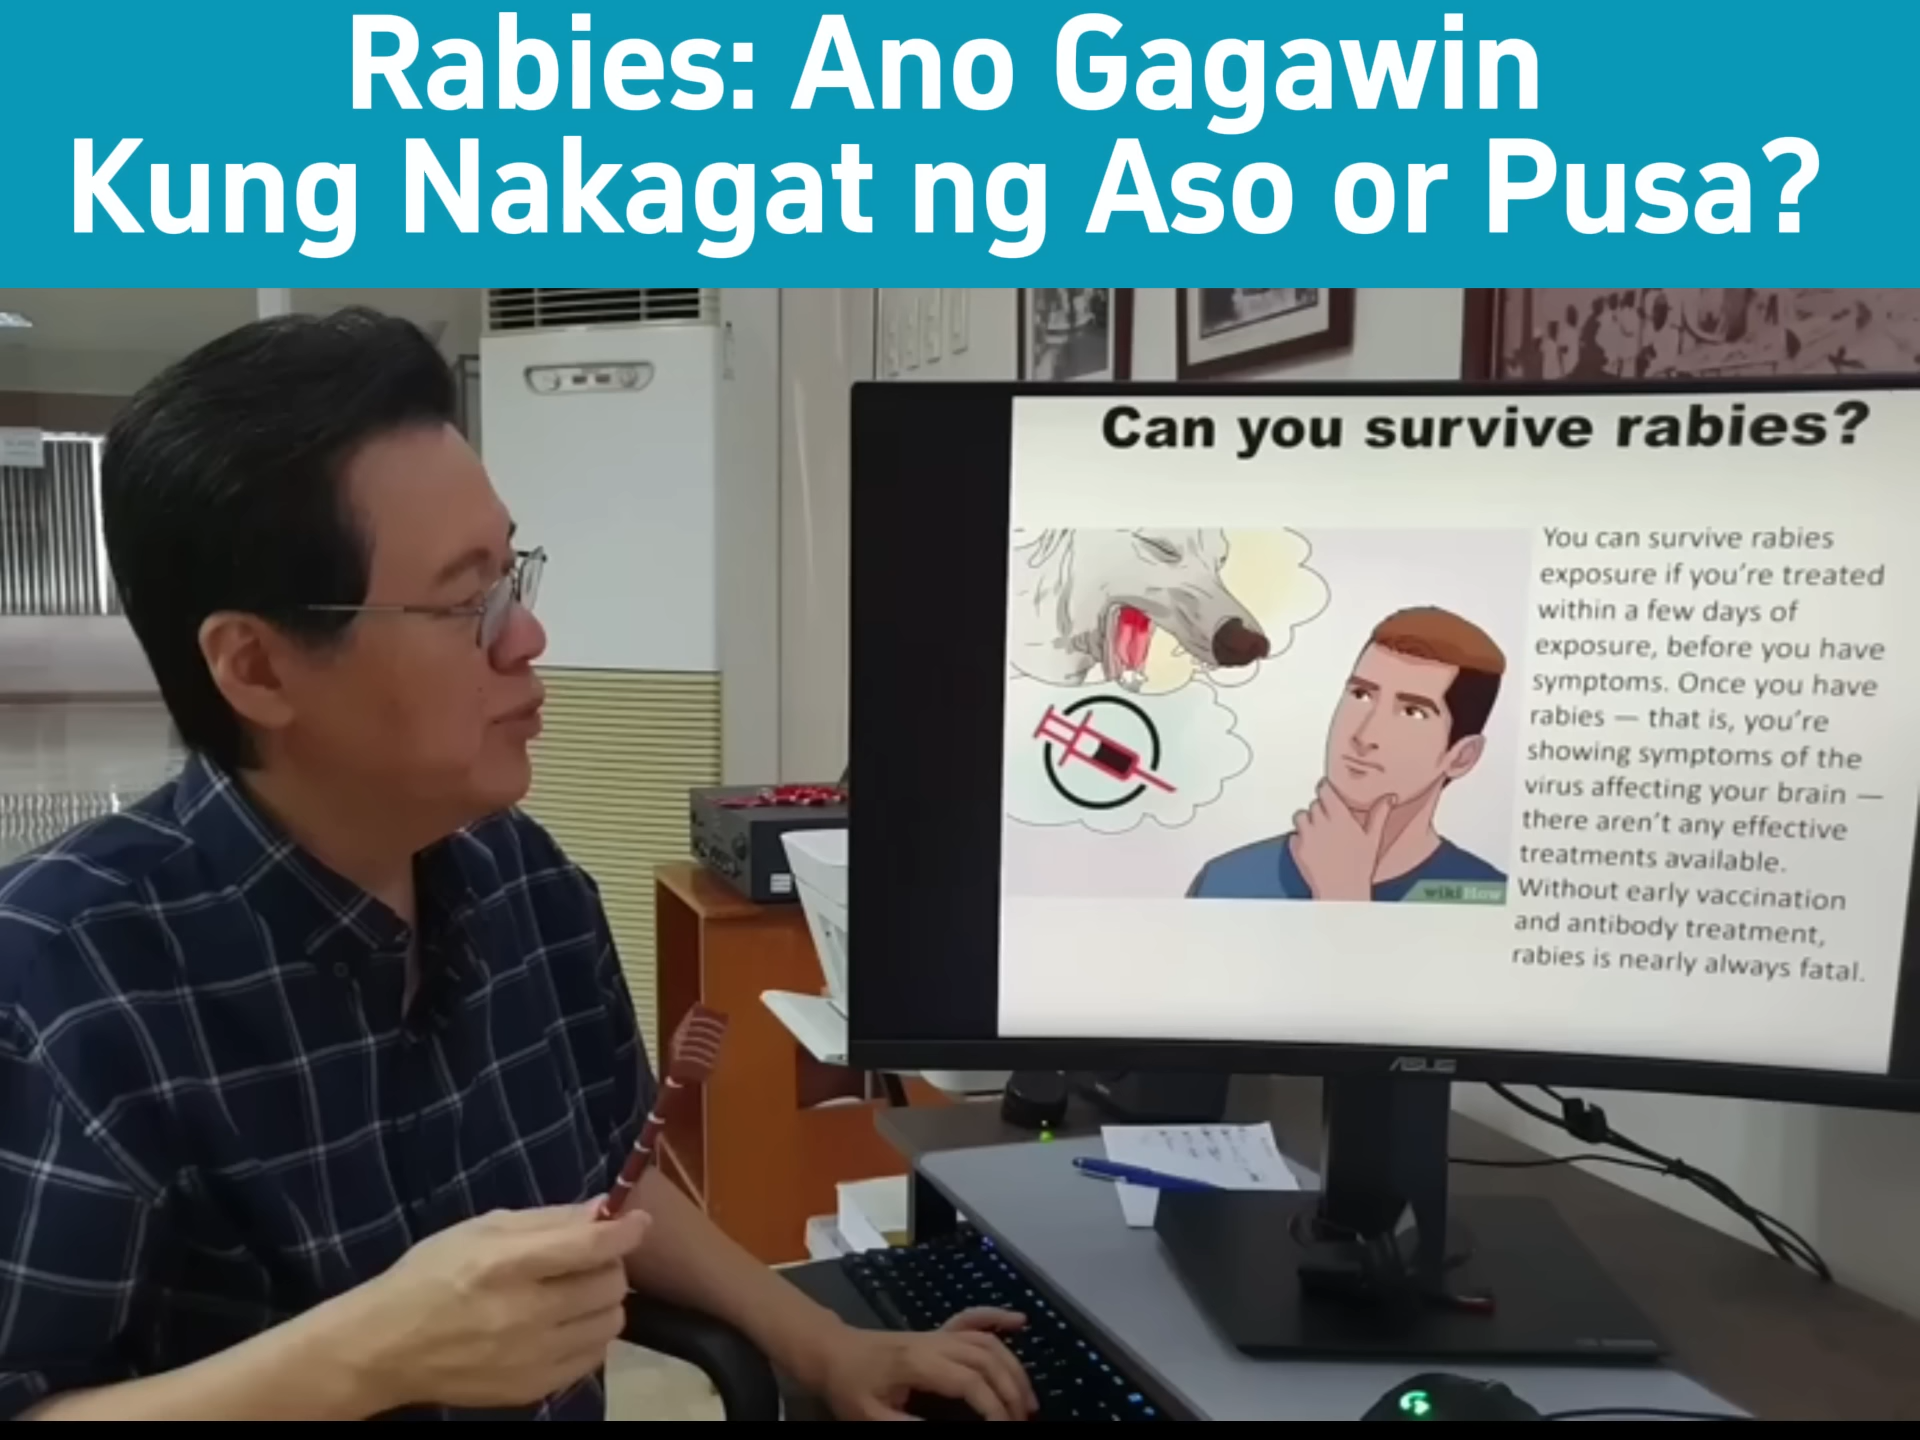 Rabies: Ano Gagawin
Kung Nakagat ng Aso or Pusa?
Can you survive rabies?
You can survive rabies
exposure if you're treated
within a few days of
exposure, before you have
symptoms. Once you have
rabies — that is, you're
showing symptoms of the
virus affecting your brain —
there aren't any effective
treatments available.
Without early vaccination
and antibody treatment,
rabies is nearly always fatal.
wikiHow
ASUS